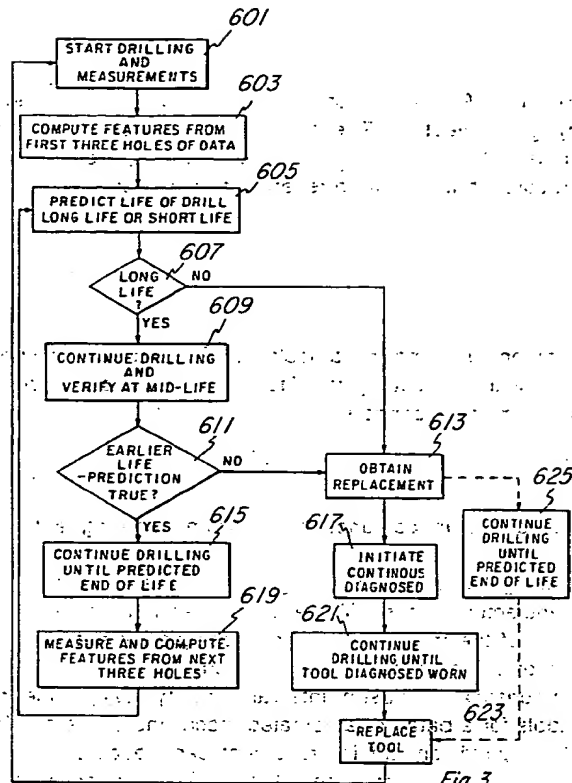 601
START DRILLING
AND
MEASUREMENTS
603
COMPUTE FEATURES FROM
FIRST THREE HOLES OF DATA
605
PREDICT LIFE OF DRILL
LONG LIFE OR SHORT LIFE
607
LONG
LIFE
?
NO
YES
609
CONTINUE DRILLING
AND
VERIFY AT MID-LIFE
611
EARLIER
LIFE
-PREDICTION
TRUE?
NO
YES
613
OBTAIN
REPLACEMENT
615
CONTINUE DRILLING
UNTIL PREDICTED
END OF LIFE
617
INITIATE
CONTINOUS
DIAGNOSED
625
CONTINUE
DRILLING
UNTIL
PREDICTED
END OF LIFE
619
MEASURE AND COMPUTE
FEATURES FROM NEXT
THREE HOLES
621
CONTINUE
DRILLING UNTIL
TOOL DIAGNOSED WORN
623
REPLACE
TOOL
Fig. 3